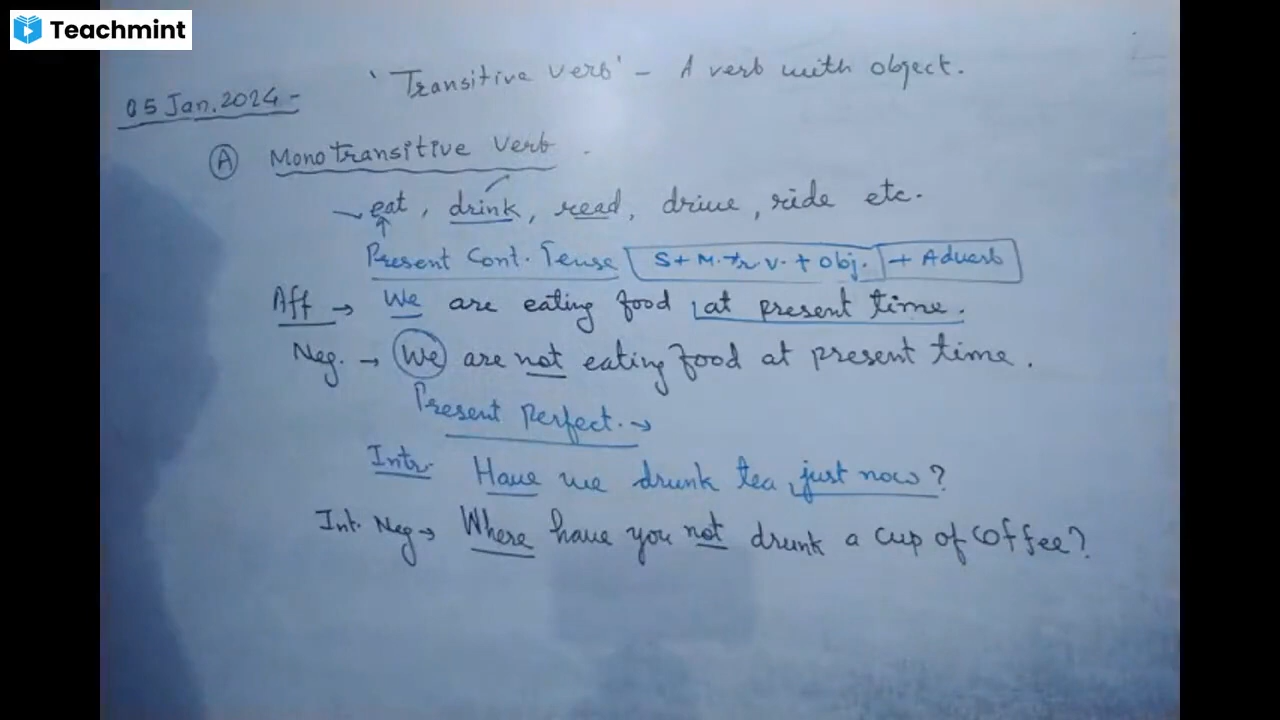 Teachmint
'Transitive Verb' - A verb with object.
05 Jan. 2024 -
(A) Monotransitive Verb
eat, drink, read, drive, ride etc.
Present Cont. Tense S + M. Tr V. + Obj. + Adverb
Aff → We are eating food at present time.
Neg. → We are not eating food at present time.
Present Perfect. →
Intr. Have we drunk tea just now?
Int. Neg → Where have you not drunk a cup of coffee?